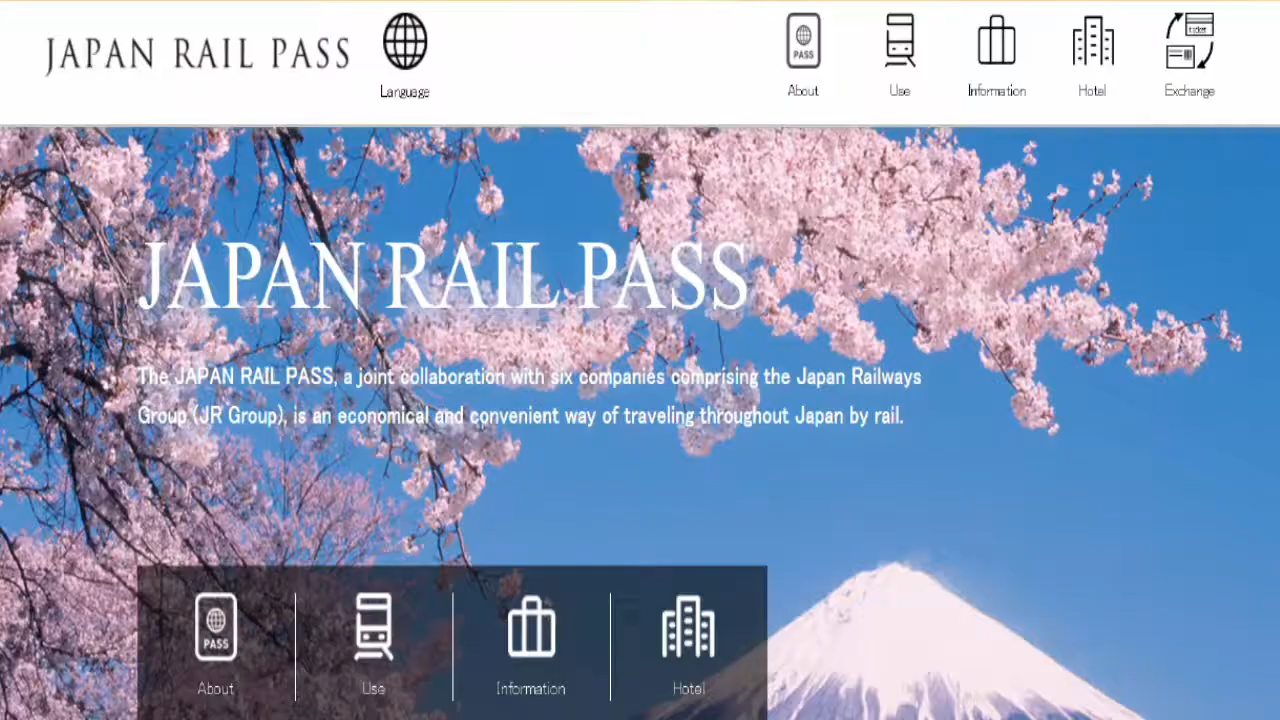 JAPAN RAIL PASS
Language
PASS
About
Use
Information
Hotel
ticket
Exchange
JAPAN RAIL PASS
The JAPAN RAIL PASS, a joint collaboration with six companies comprising the Japan Railways
Group (JR Group), is an economical and convenient way of traveling throughout Japan by rail.
PASS
About
Use
Information
Hotel